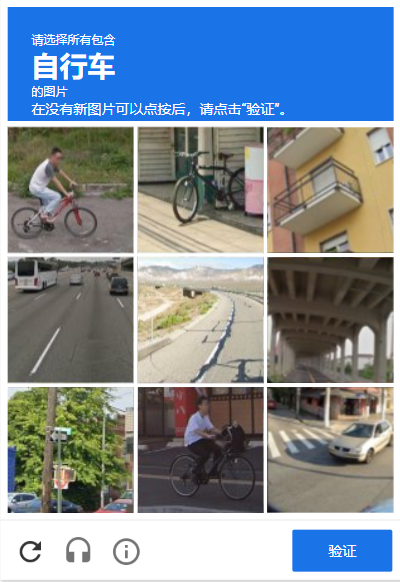 请选择所有包含
自行车
的图片
在没有新图片可以点按后，请点击“验证”。
验证